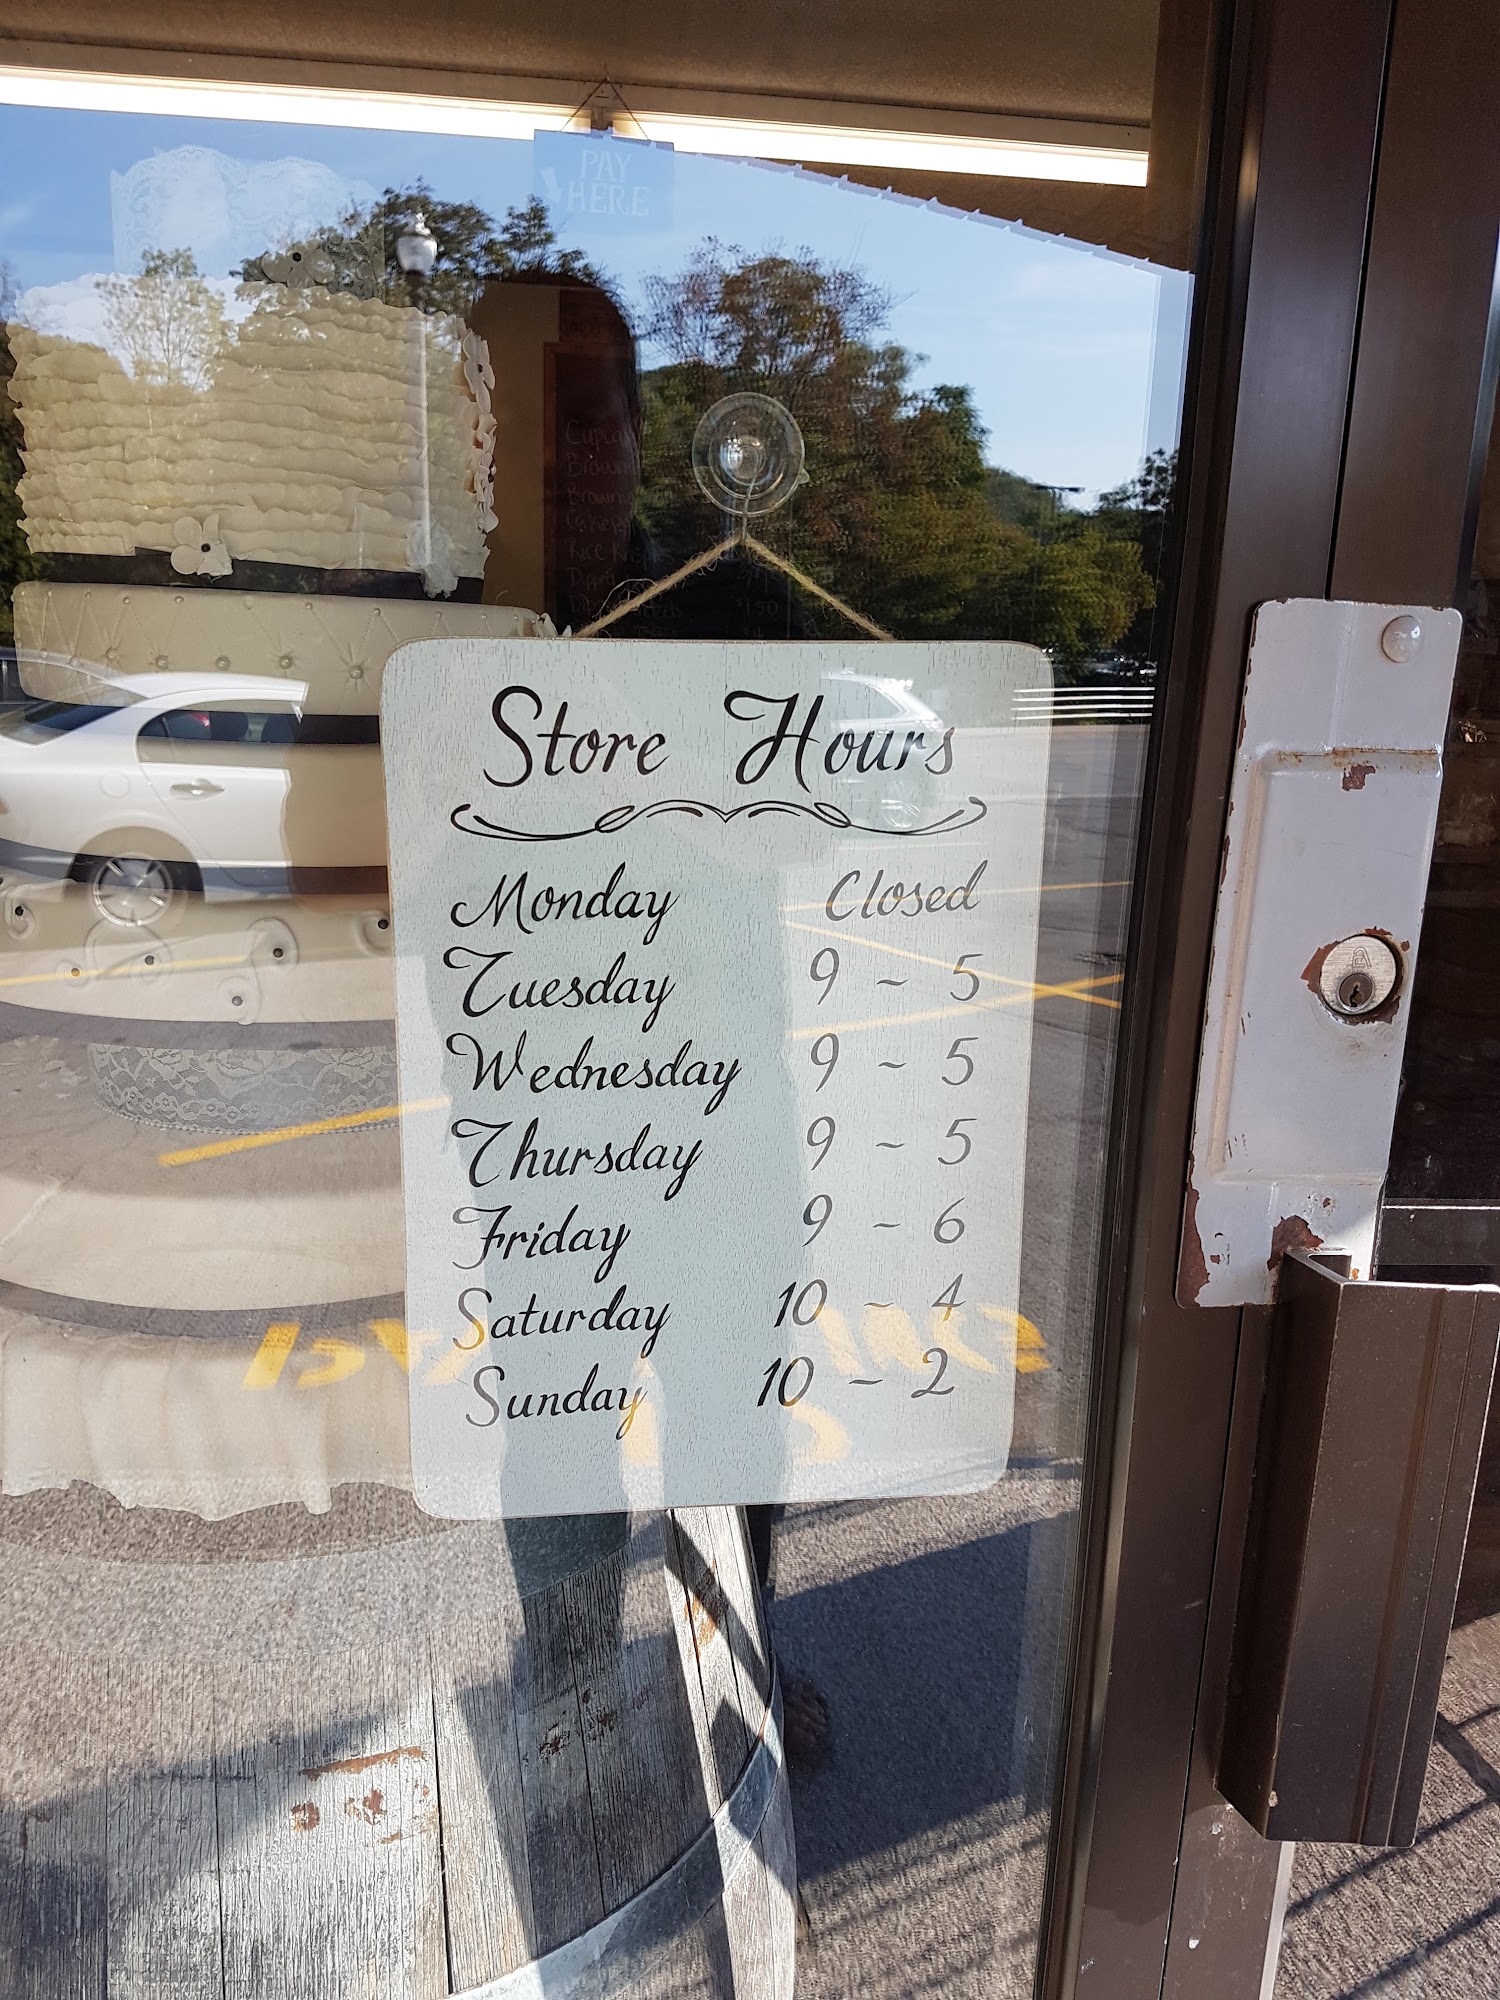 PAY
HERE
Store Hours
Monday Closed
Tuesday 9 ~ 5
Wednesday 9 ~ 5
Thursday 9 ~ 5
Friday 9 ~ 6
Saturday 10 ~ 4
Sunday 10 ~ 2